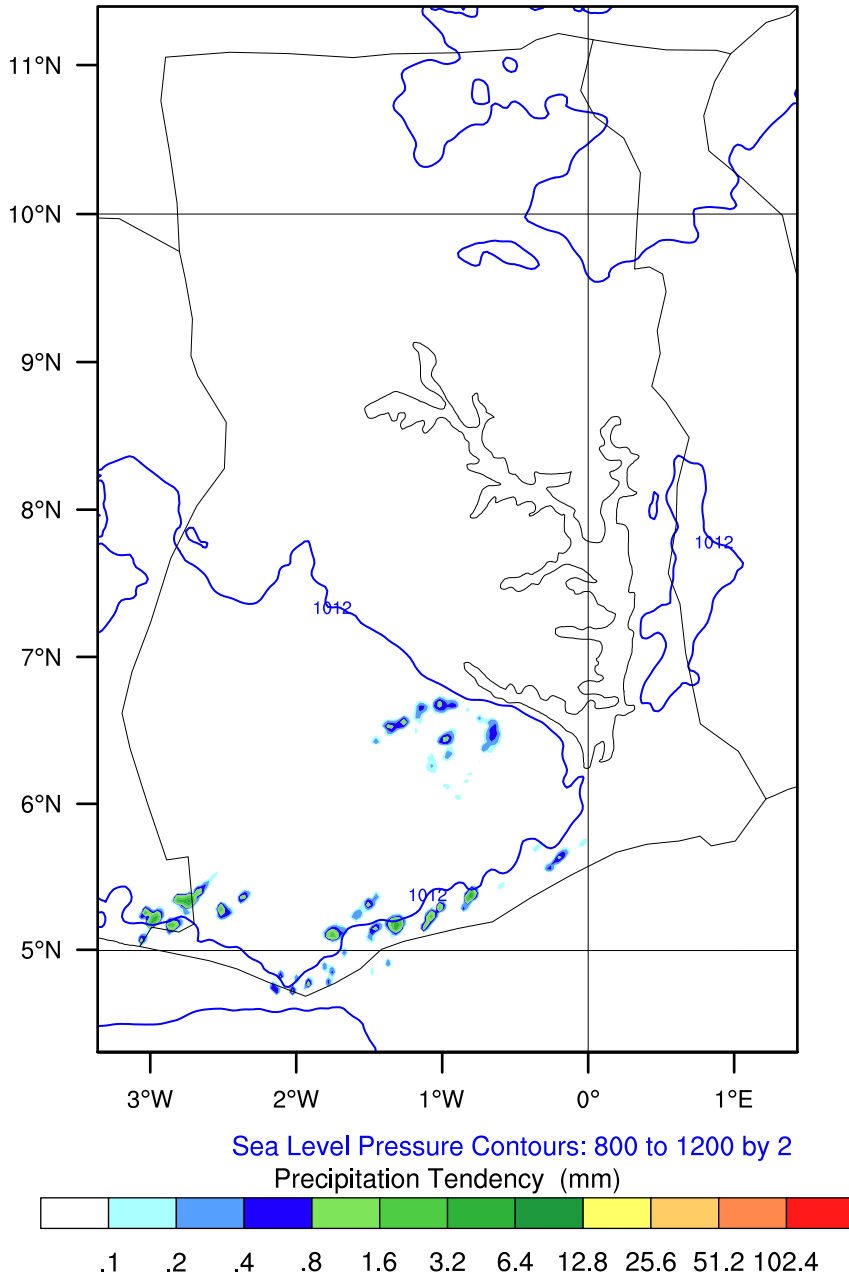 11°N
10°N
9°N
8°N
1012
1012
7°N
6°N
1012
5°N
3°W 2°W 1°W 0° 1°E
Sea Level Pressure Contours: 800 to 1200 by 2
Precipitation Tendency (mm)
.1 .2 .4 .8 1.6 3.2 6.4 12.8 25.6 51.2 102.4